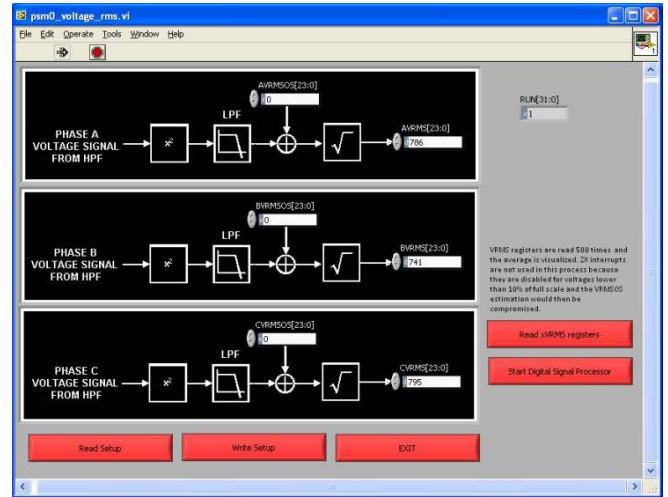 psm0_voltage_rms.vi
File Edit Operate Tools Window Help
1
AVRMSOS[23:0]
0
LPF
PHASE A
VOLTAGE SIGNAL
FROM HPF
x²
√
AVRMS[23:0]
786
RUN[31:0]
1
BVRMSOS[23:0]
0
LPF
PHASE B
VOLTAGE SIGNAL
FROM HPF
x²
√
BVRMS[23:0]
741
VRMS registers are read 500 times and
the average is visualized. ZX interrupts
are not used in this process because
they are disabled for voltages lower
than 10% of full scale and the VRMSOS
estimation would then be
compromised.
CVRMSOS[23:0]
0
LPF
PHASE C
VOLTAGE SIGNAL
FROM HPF
x²
√
CVRMS[23:0]
795
Read xVRMS registers
Start Digital Signal Processor
Read Setup
Write Setup
EXIT